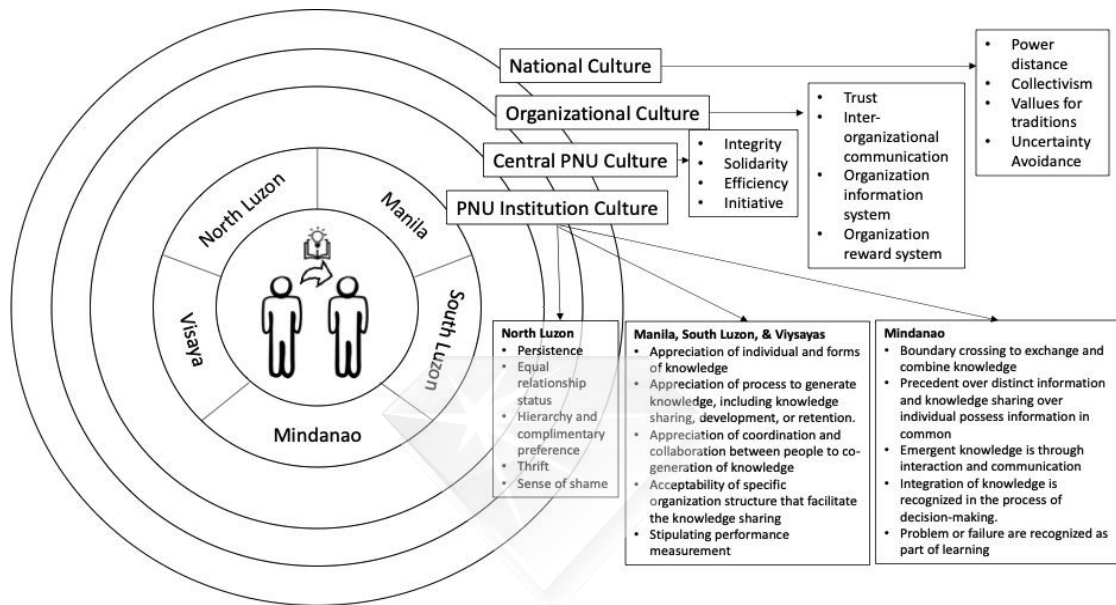 National Culture
• Power
distance
• Collectivism
• Vallues for
traditions
• Uncertainty
Avoidance
Organizational Culture
• Trust
• Inter-
organizational
communication
• Organization
information
system
• Organization
reward system
Central PNU Culture
• Integrity
• Solidarity
• Efficiency
• Initiative
PNU Institution Culture
North Luzon
Manila
South Luzon
Mindanao
Visaya
North Luzon
• Persistence
• Equal
relationship
status
• Hierarchy and
complimentary
preference
• Thrift
• Sense of shame
Manila, South Luzon, & Viysayas
• Appreciation of individual and forms
of knowledge
• Appreciation of process to generate
knowledge, including knowledge
sharing, development, or retention.
• Appreciation of coordination and
collaboration between people to co-
generation of knowledge
• Acceptability of specific
organization structure that facilitate
the knowledge sharing
• Stipulating performance
measurement
Mindanao
• Boundary crossing to exchange and
combine knowledge
• Precedent over distinct information
and knowledge sharing over
individual possess information in
common
• Emergent knowledge is through
interaction and communication
• Integration of knowledge is
recognized in the process of
decision-making.
• Problem or failure are recognized as
part of learning